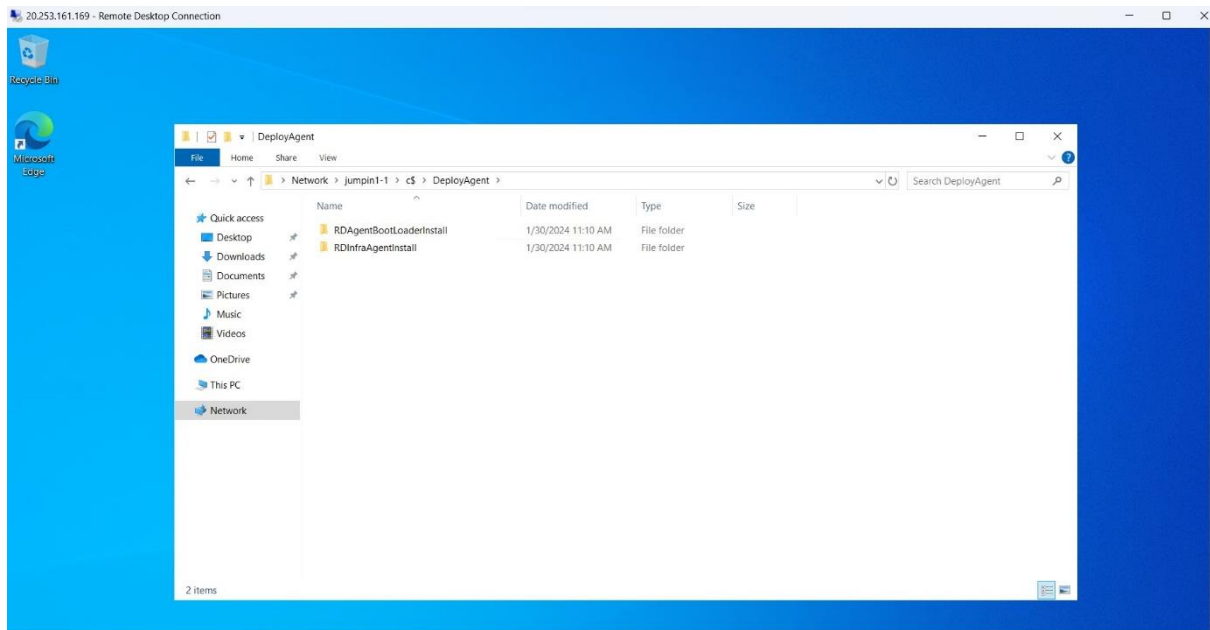 20.253.161.169 - Remote Desktop Connection
Recycle Bin
Microsoft
Edge
DeployAgent
File Home Share View
Network > jumpin1-1 > c$ > DeployAgent >
Search DeployAgent
Name Date modified Type Size
Quick access
Desktop
Downloads
Documents
Pictures
Music
Videos
OneDrive
This PC
Network
RDAgentBootLoaderInstall 1/30/2024 11:10 AM File folder
RDInfraAgentInstall 1/30/2024 11:10 AM File folder
2 items